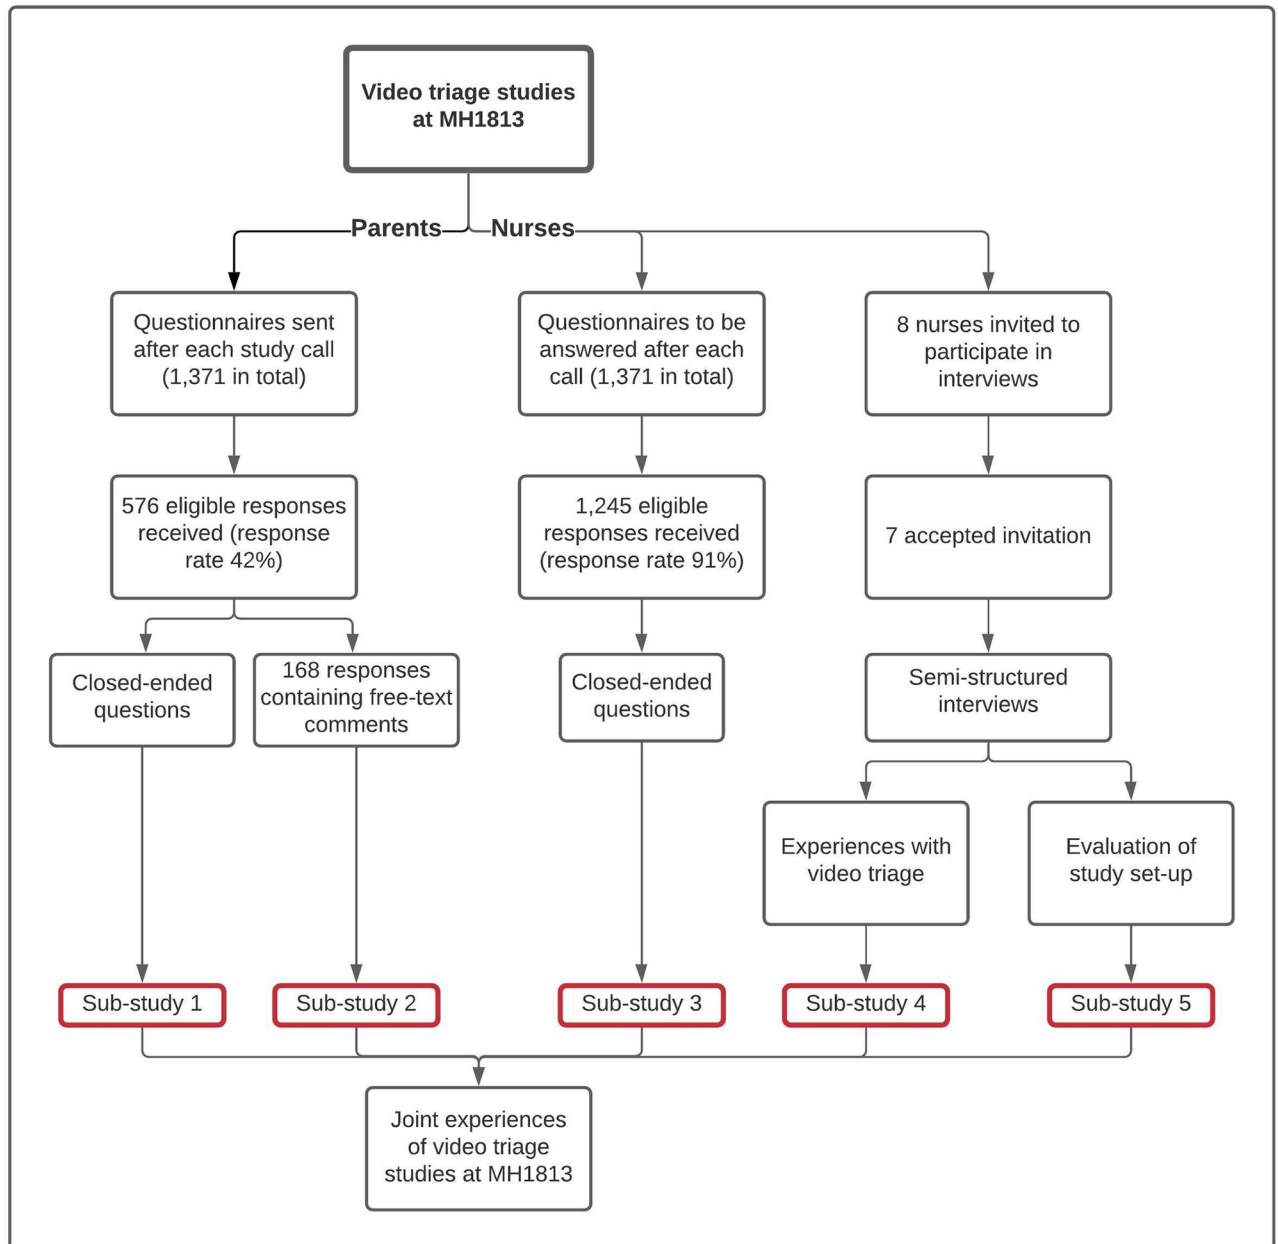 Video triage studies
at MH1813
Parents
Nurses
Questionnaires sent
after each study call
(1,371 in total)
Questionnaires to be
answered after each
call (1,371 in total)
8 nurses invited to
participate in
interviews
576 eligible responses
received (response
rate 42%)
1,245 eligible
responses received
(response rate 91%)
7 accepted invitation
Closed-ended
questions
168 responses
containing free-text
comments
Closed-ended
questions
Semi-structured
interviews
Experiences with
video triage
Evaluation of
study set-up
Sub-study 1
Sub-study 2
Sub-study 3
Sub-study 4
Sub-study 5
Joint experiences
of video triage
studies at MH1813